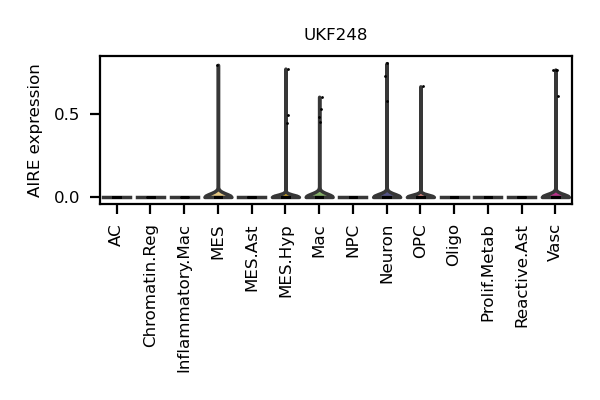 UKF248
AIRE expression
0.5
0.0
AC
Chromatin.Reg
Inflammatory.Mac
MES
MES.Ast
MES.Hyp
Mac
NPC
Neuron
OPC
Oligo
Prolif.Metab
Reactive.Ast
Vasc